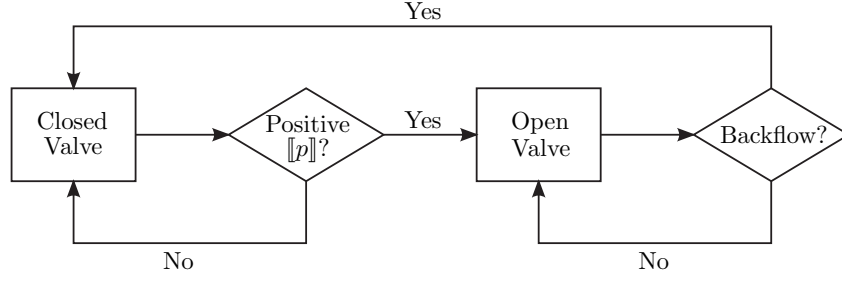 Yes
Closed
Valve
Positive
⟦p⟧?
Yes
Open
Valve
Backflow?
No
No